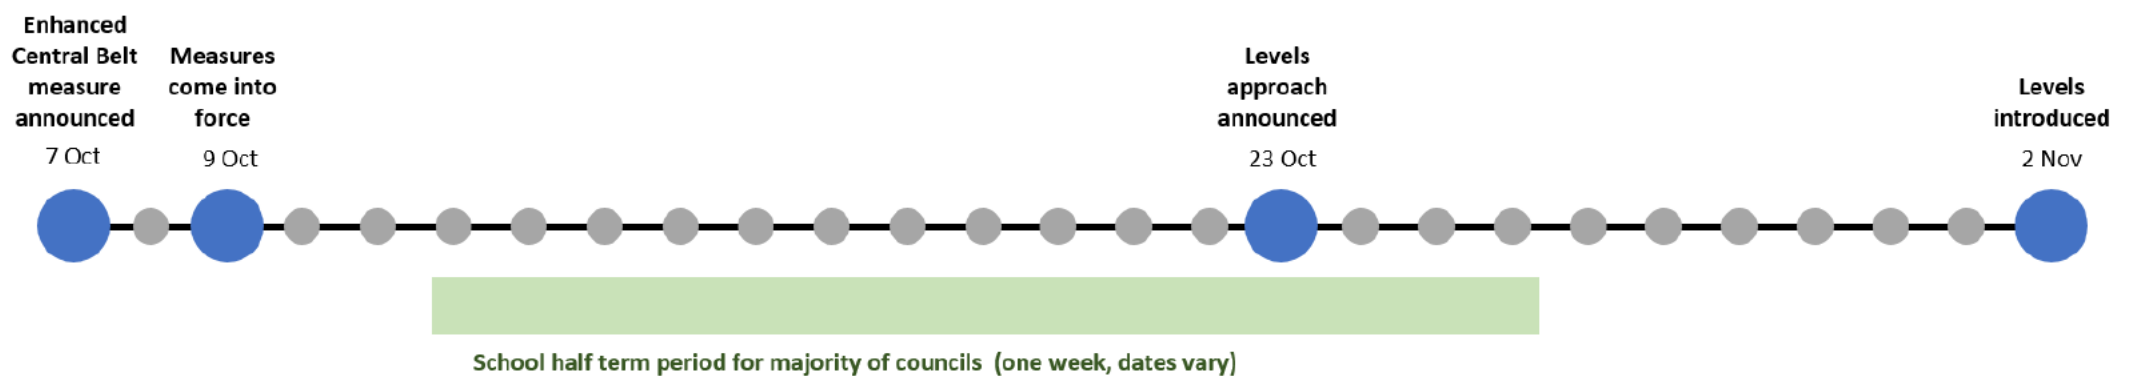 Enhanced
Central Belt
measure
announced
7 Oct
Measures
come into
force
9 Oct
Levels
approach
announced
23 Oct
Levels
introduced
2 Nov
School half term period for majority of councils  (one week, dates vary)